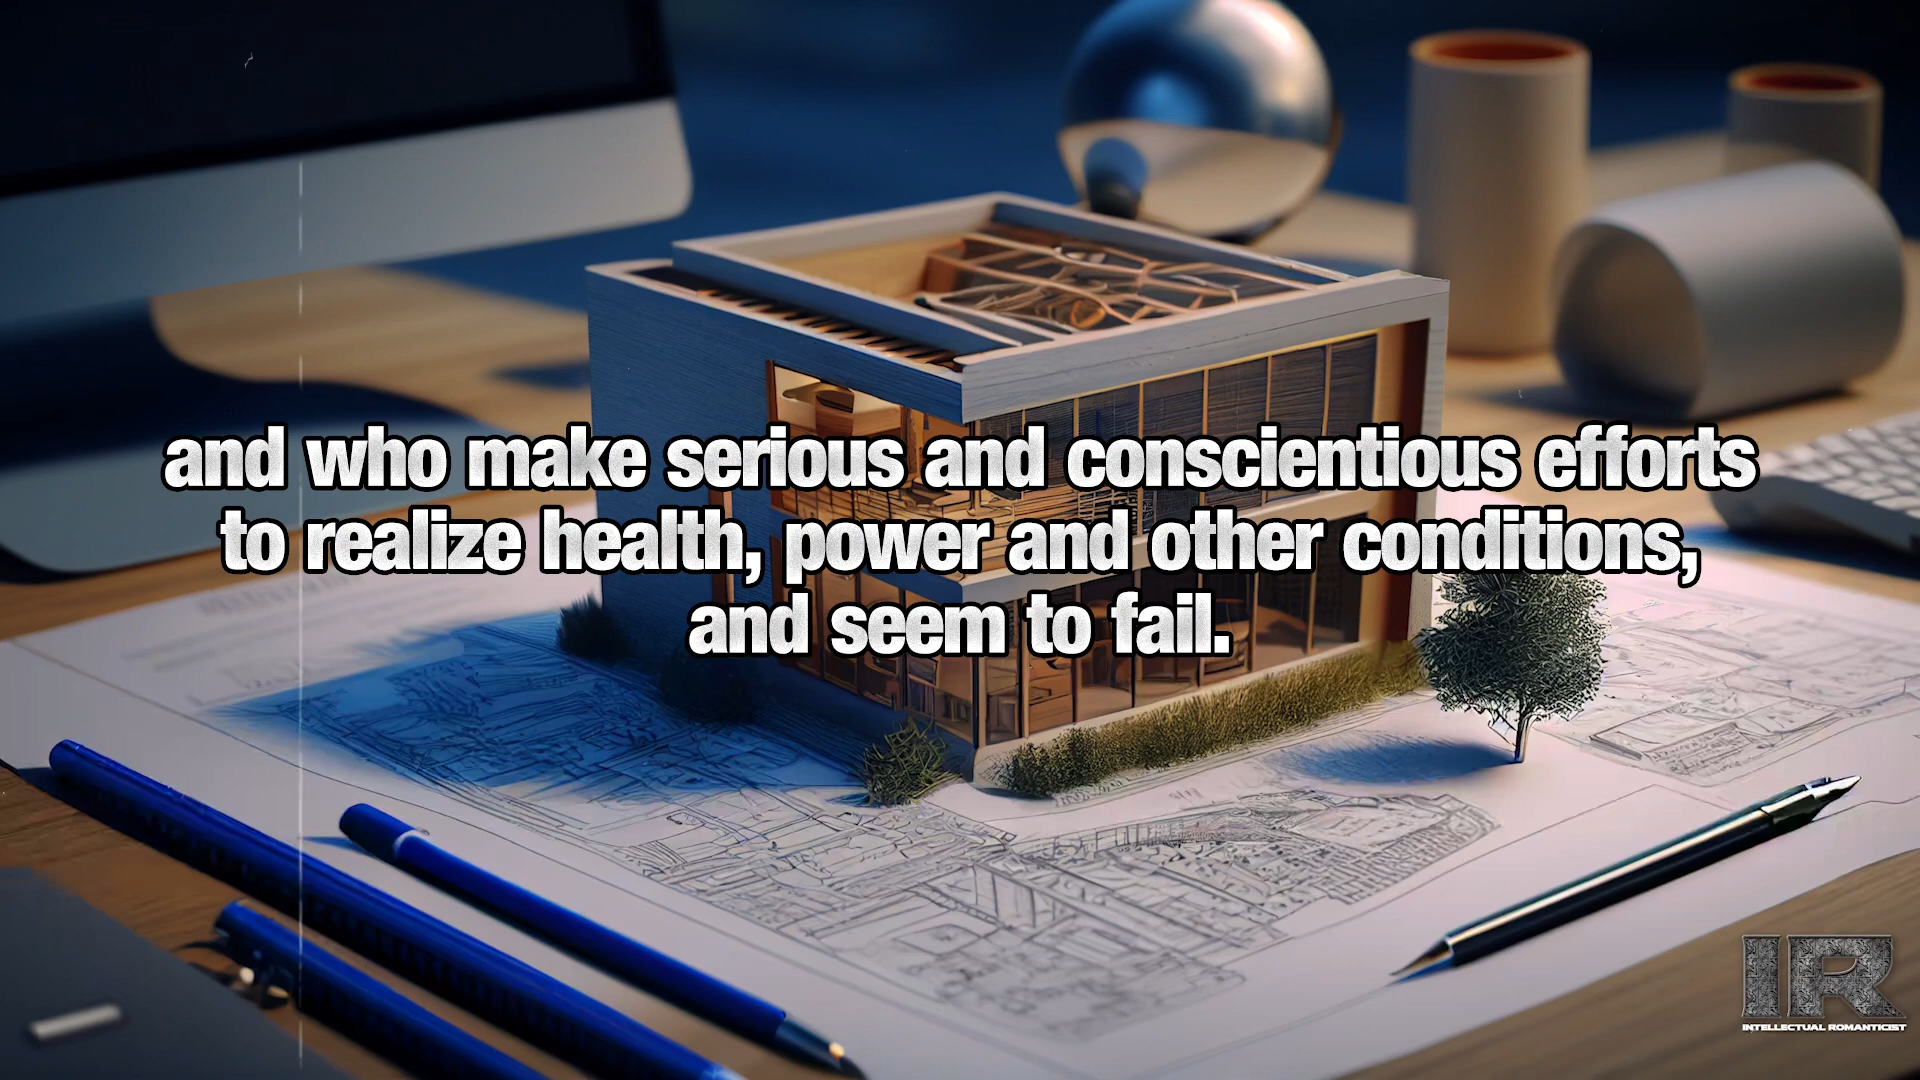 and who make serious and conscientious efforts
to realize health, power and other conditions,
and seem to fail.
IR
INTELLECTUAL ROMANTICIST